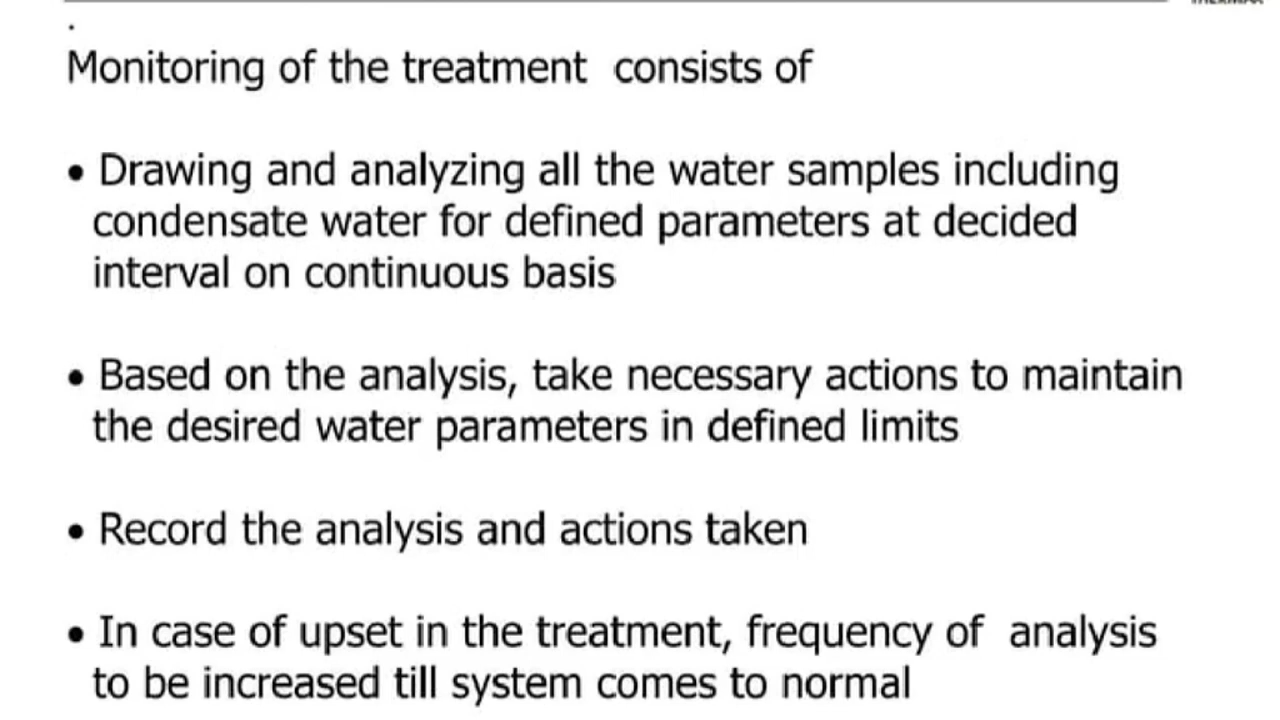 Monitoring of the treatment consists of
• Drawing and analyzing all the water samples including
condensate water for defined parameters at decided
interval on continuous basis
• Based on the analysis, take necessary actions to maintain
the desired water parameters in defined limits
• Record the analysis and actions taken
• In case of upset in the treatment, frequency of analysis
to be increased till system comes to normal